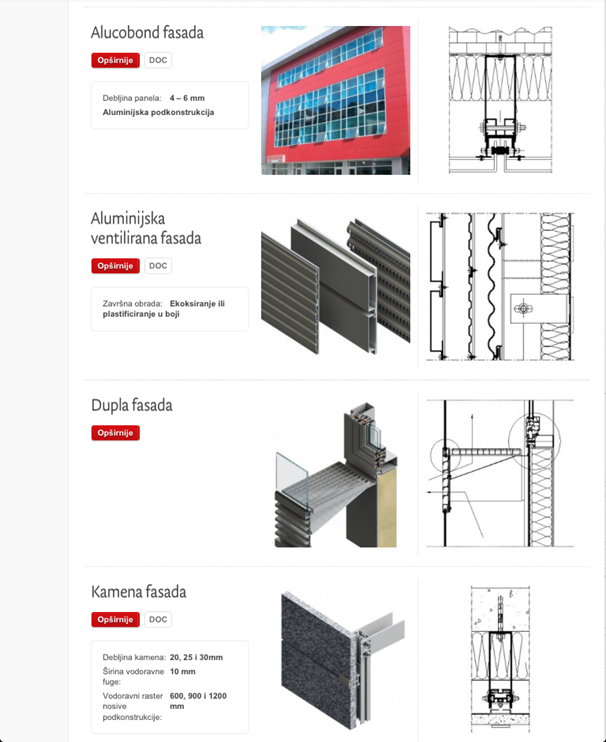 Alucobond fasada
Opširnije DOC
Debljina panela: 4 – 6 mm
Aluminijska podkonstrukcija
Aluminijska
ventilirana fasada
Opširnije DOC
Završna obrada: Ekoksiranje ili
plastificiranje u boji
Dupla fasada
Opširnije
Kamena fasada
Opširnije DOC
Debljina kamena: 20, 25 i 30mm
Širina vodoravne 10 mm
fuge:
Vodoravni raster 600, 900 i 1200
nosive mm
podkonstrukcije: